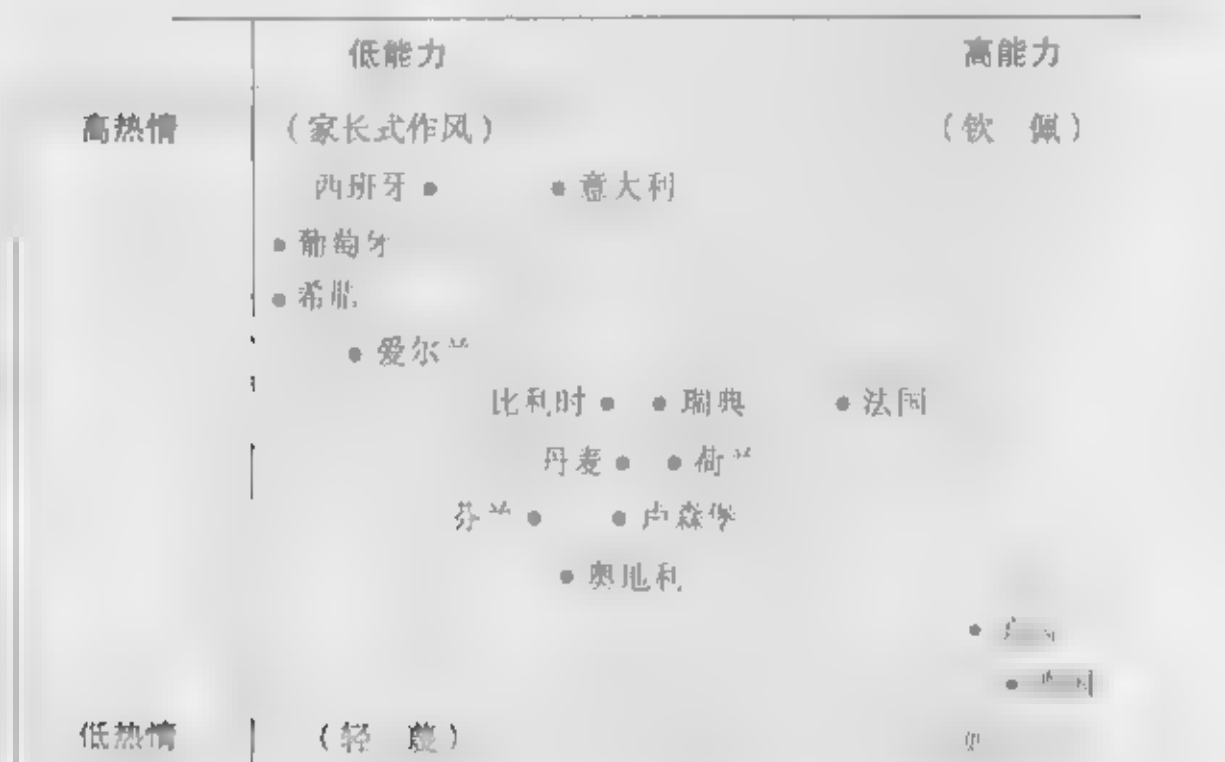 低能力 高能力
高热情 （家长式作风） （钦 佩）
西班牙 意大利
葡萄牙
希腊
爱尔兰
比利时 瑞典 法国
丹麦 荷兰
芬兰 卢森堡
奥地利
低热情 （轻 蔑）